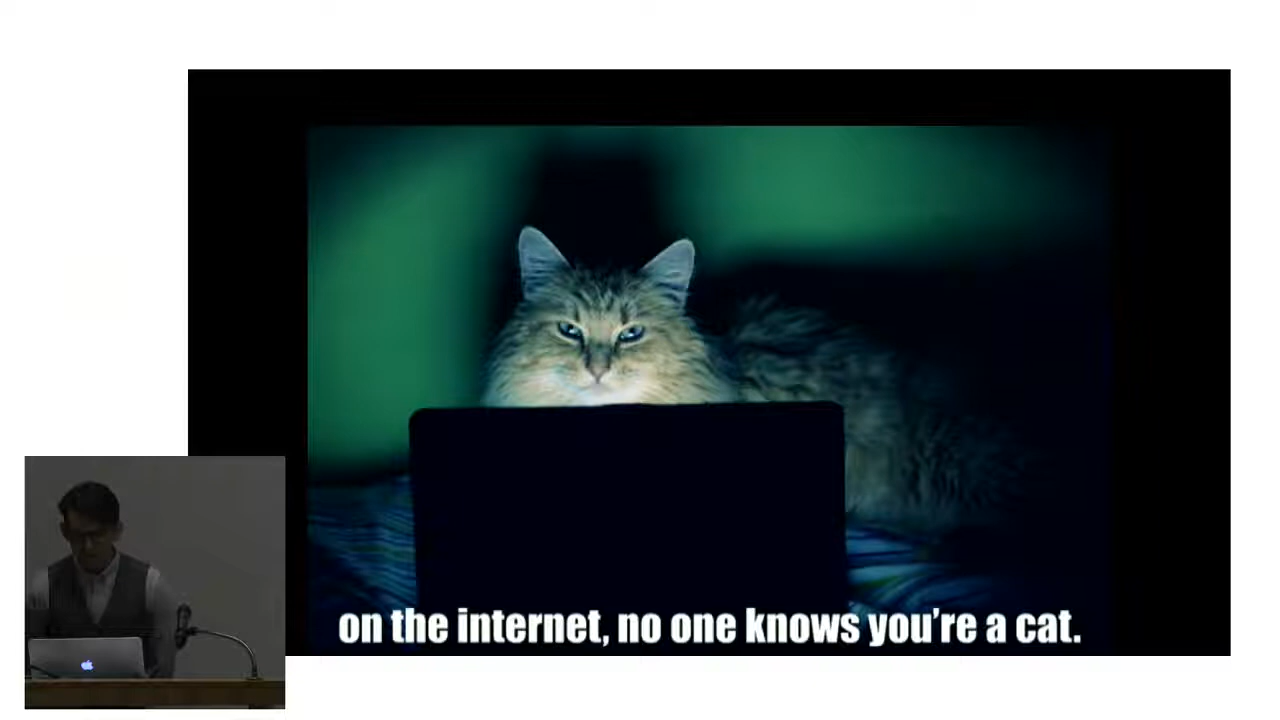 on the internet, no one knows you're a cat.